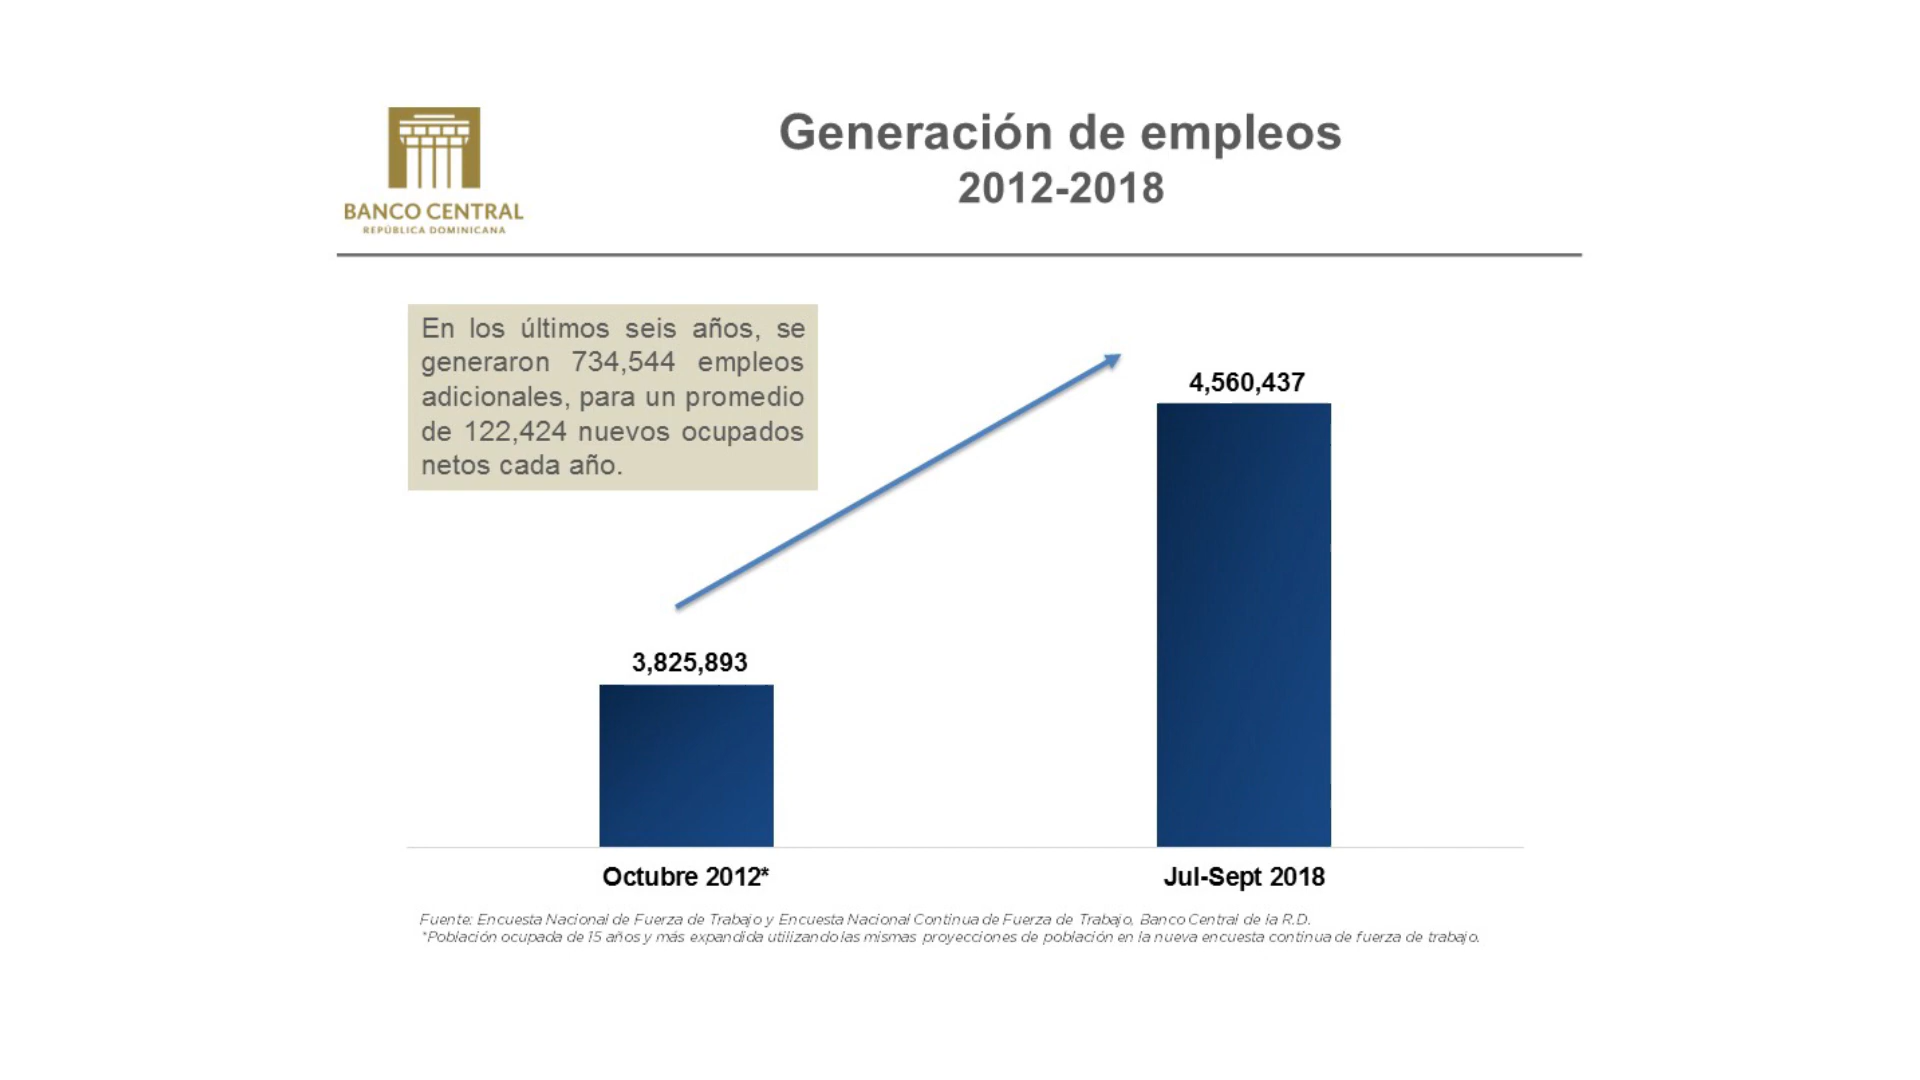 BANCO CENTRAL
REPÚBLICA DOMINICANA
Generación de empleos
2012-2018
En los últimos seis años, se
generaron 734,544 empleos
adicionales, para un promedio
de 122,424 nuevos ocupados
netos cada año.
4,560,437
3,825,893
Octubre 2012*
Jul-Sept 2018
Fuente: Encuesta Nacional de Fuerza de Trabajo y Encuesta Nacional Continua de Fuerza de Trabajo, Banco Central de la R.D.
*Población ocupada de 15 años y más expandida utilizando las mismas proyecciones de población en la nueva encuesta continua de fuerza de trabajo.